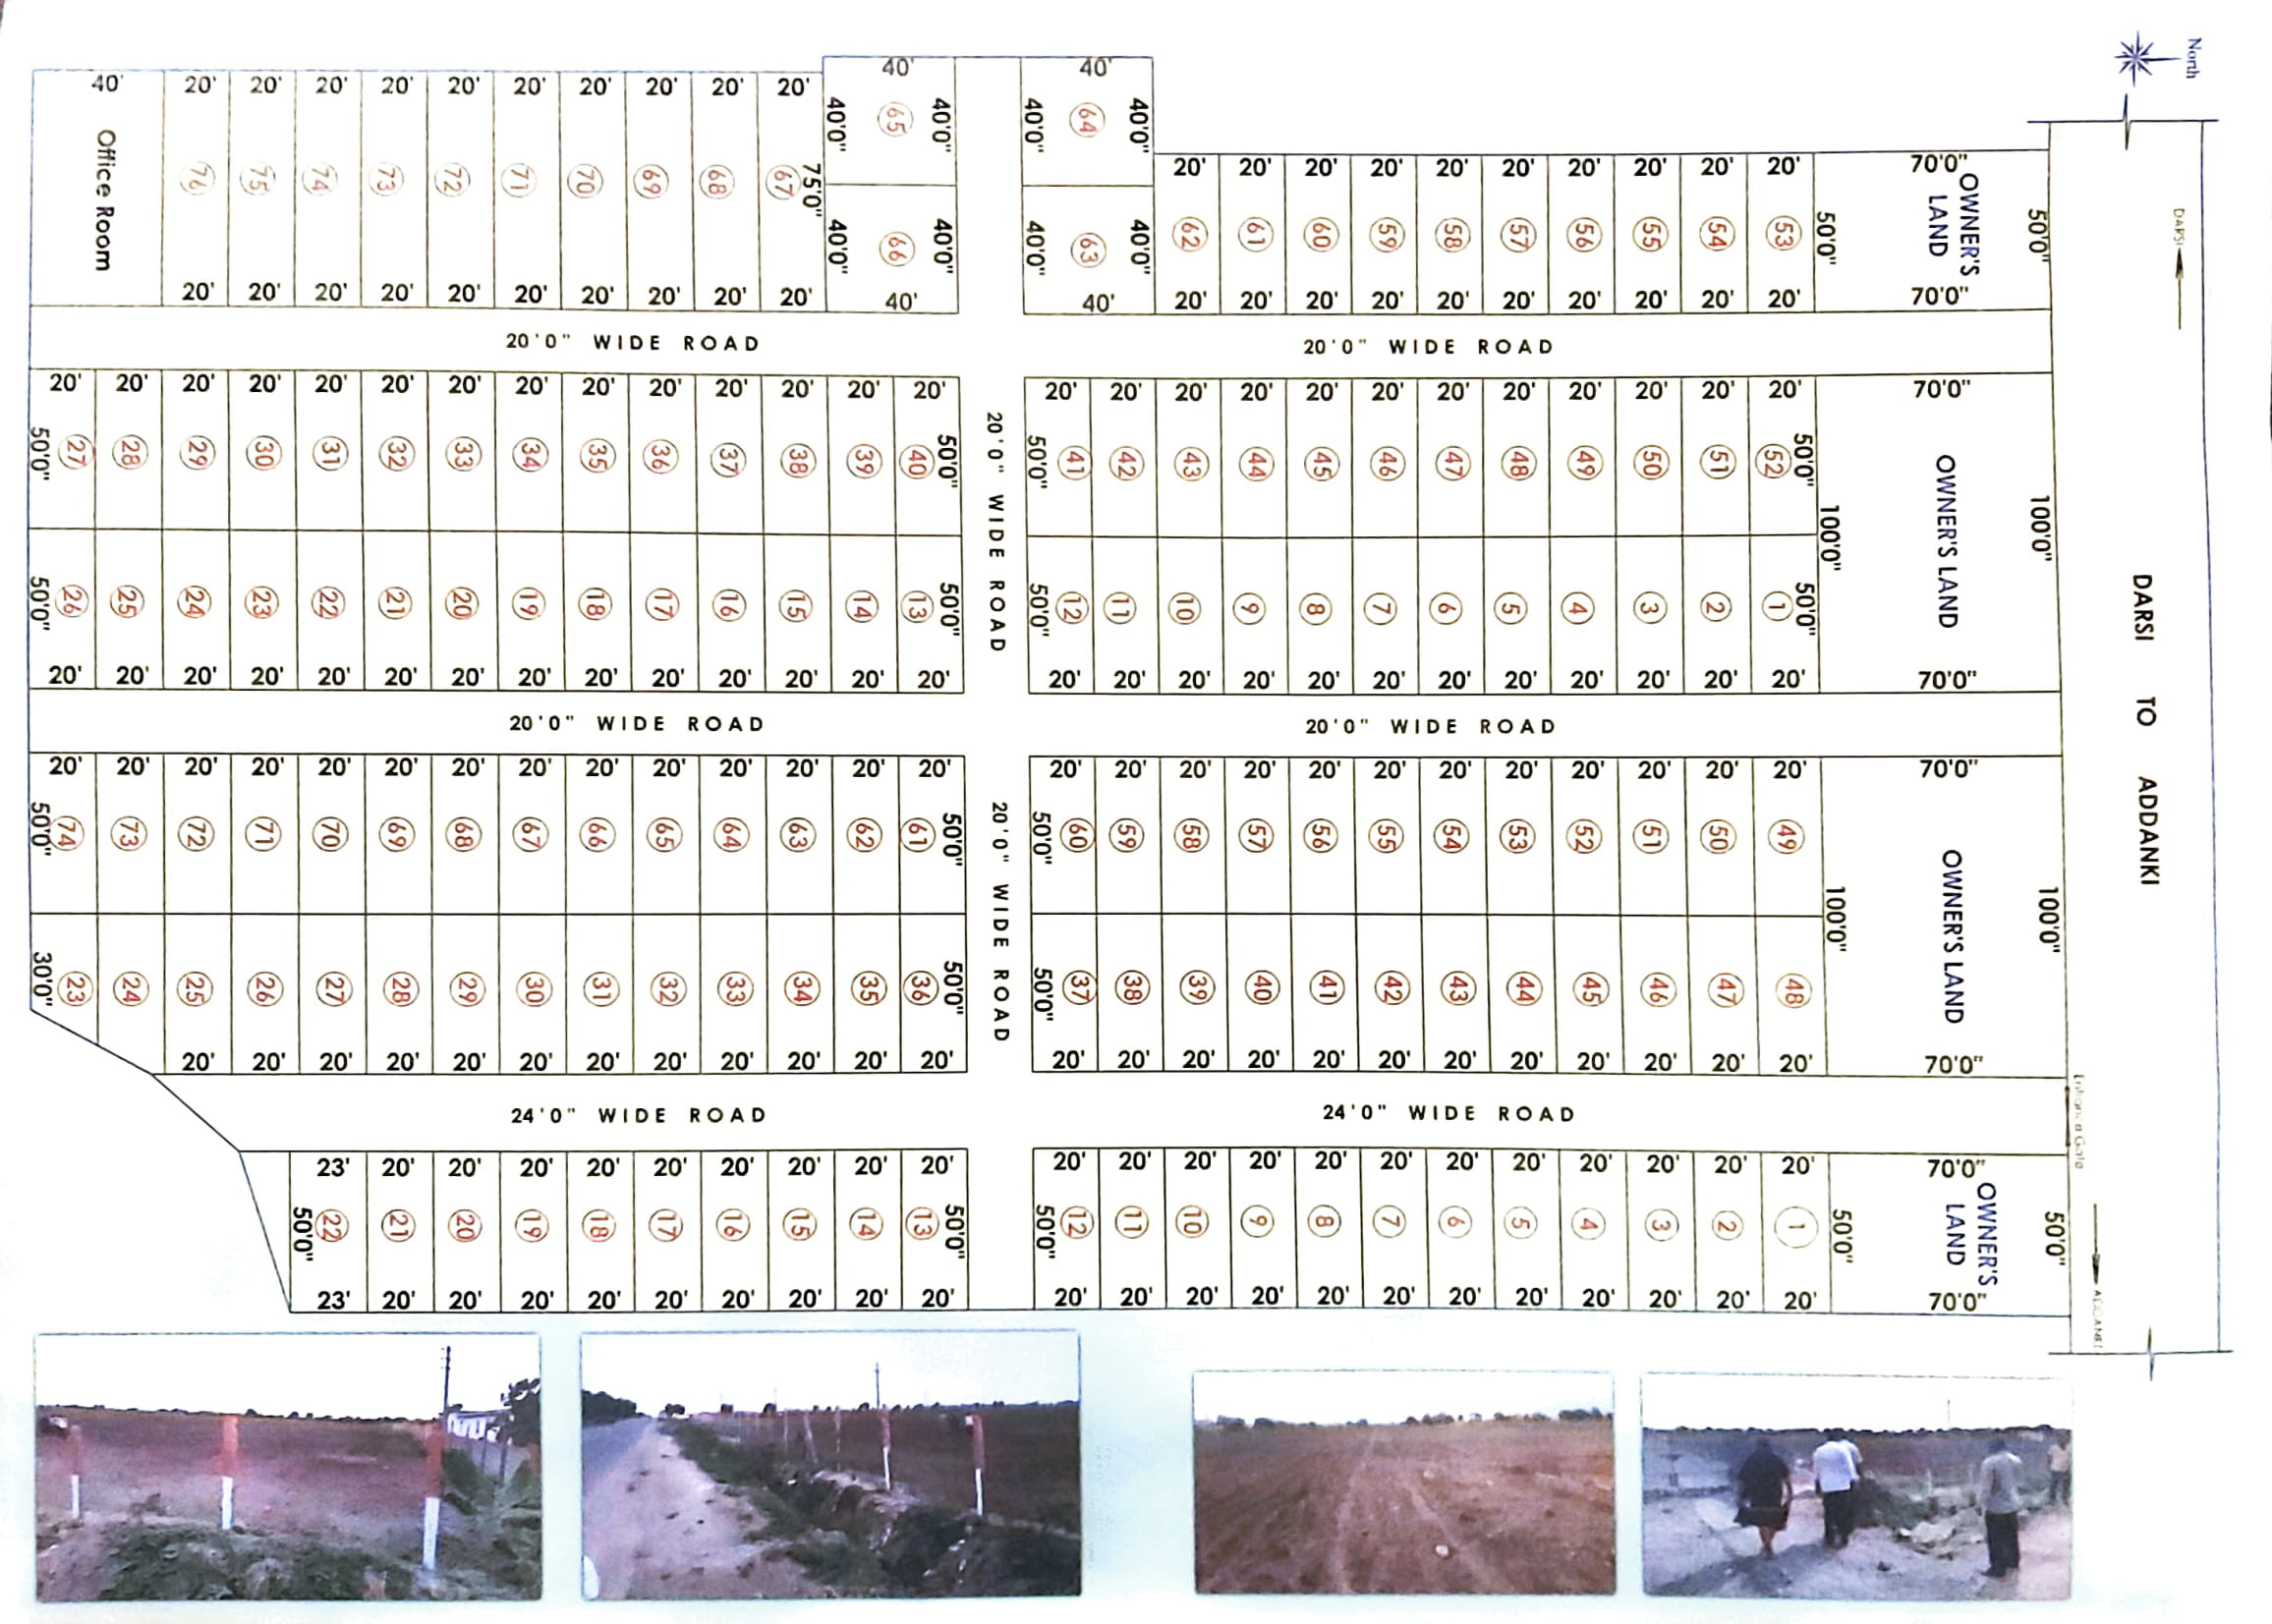 North
40' 20' 20' 20' 20' 20' 20' 20' 20' 20' 20'
40' 40'
40'0" 65 40'0" 40'0" 64 40'0"
Office Room 76 75 74 73 72 71 70 69 68 67 75'0"
40'0" 66 40'0" 40'0" 63 40'0"
20' 20' 20' 20' 20' 20' 20' 20' 20' 20'
40' 40'
20' 20' 20' 20' 20' 20' 20' 20' 20' 20' 70'0"
62 61 60 59 58 57 56 55 54 53 50'0" OWNER'S LAND 50'0"
20' 20' 20' 20' 20' 20' 20' 20' 20' 20' 70'0"
DARSI
20'0" WIDE ROAD 20'0" WIDE ROAD
20' 20' 20' 20' 20' 20' 20' 20' 20' 20' 20' 20' 20' 20' 20' 20' 20' 20' 20' 20' 20' 20' 20' 20' 20' 20' 70'0"
50'0" 27 28 29 30 31 32 33 34 35 36 37 38 39 40 50'0" 50'0" 41 42 43 44 45 46 47 48 49 50 51 52 50'0"
20'0" WIDE ROAD
100'0" OWNER'S LAND 100'0"
50'0" 26 25 24 23 22 21 20 19 18 17 16 15 14 13 50'0" 50'0" 12 11 10 9 8 7 6 5 4 3 2 1 50'0"
20' 20' 20' 20' 20' 20' 20' 20' 20' 20' 20' 20' 20' 20' 20' 20' 20' 20' 20' 20' 20' 20' 20' 20' 20' 20' 70'0"
DARSI TO ADDANKI
20'0" WIDE ROAD 20'0" WIDE ROAD
20' 20' 20' 20' 20' 20' 20' 20' 20' 20' 20' 20' 20' 20' 20' 20' 20' 20' 20' 20' 20' 20' 20' 20' 20' 20' 70'0"
50'0" 74 73 72 71 70 69 68 67 66 65 64 63 62 61 50'0" 50'0" 60 59 58 57 56 55 54 53 52 51 50 49
20'0" WIDE ROAD
100'0" OWNER'S LAND 100'0"
30'0" 23 24 25 26 27 28 29 30 31 32 33 34 35 36 50'0" 50'0" 37 38 39 40 41 42 43 44 45 46 47 48
20' 20' 20' 20' 20' 20' 20' 20' 20' 20' 20' 20' 20' 20' 20' 20' 20' 20' 20' 20' 20' 20' 20' 20' 70'0"
Entrance Gate
24'0" WIDE ROAD 24'0" WIDE ROAD
23' 20' 20' 20' 20' 20' 20' 20' 20' 20' 20' 20' 20' 20' 20' 20' 20' 20' 20' 20' 20' 20' 70'0"
50'0" 22 21 20 19 18 17 16 15 14 13 50'0" 50'0" 12 11 10 9 8 7 6 5 4 3 2 1 50'0" OWNER'S LAND 50'0"
23' 20' 20' 20' 20' 20' 20' 20' 20' 20' 20' 20' 20' 20' 20' 20' 20' 20' 20' 20' 20' 20' 70'0"
ADDANKI